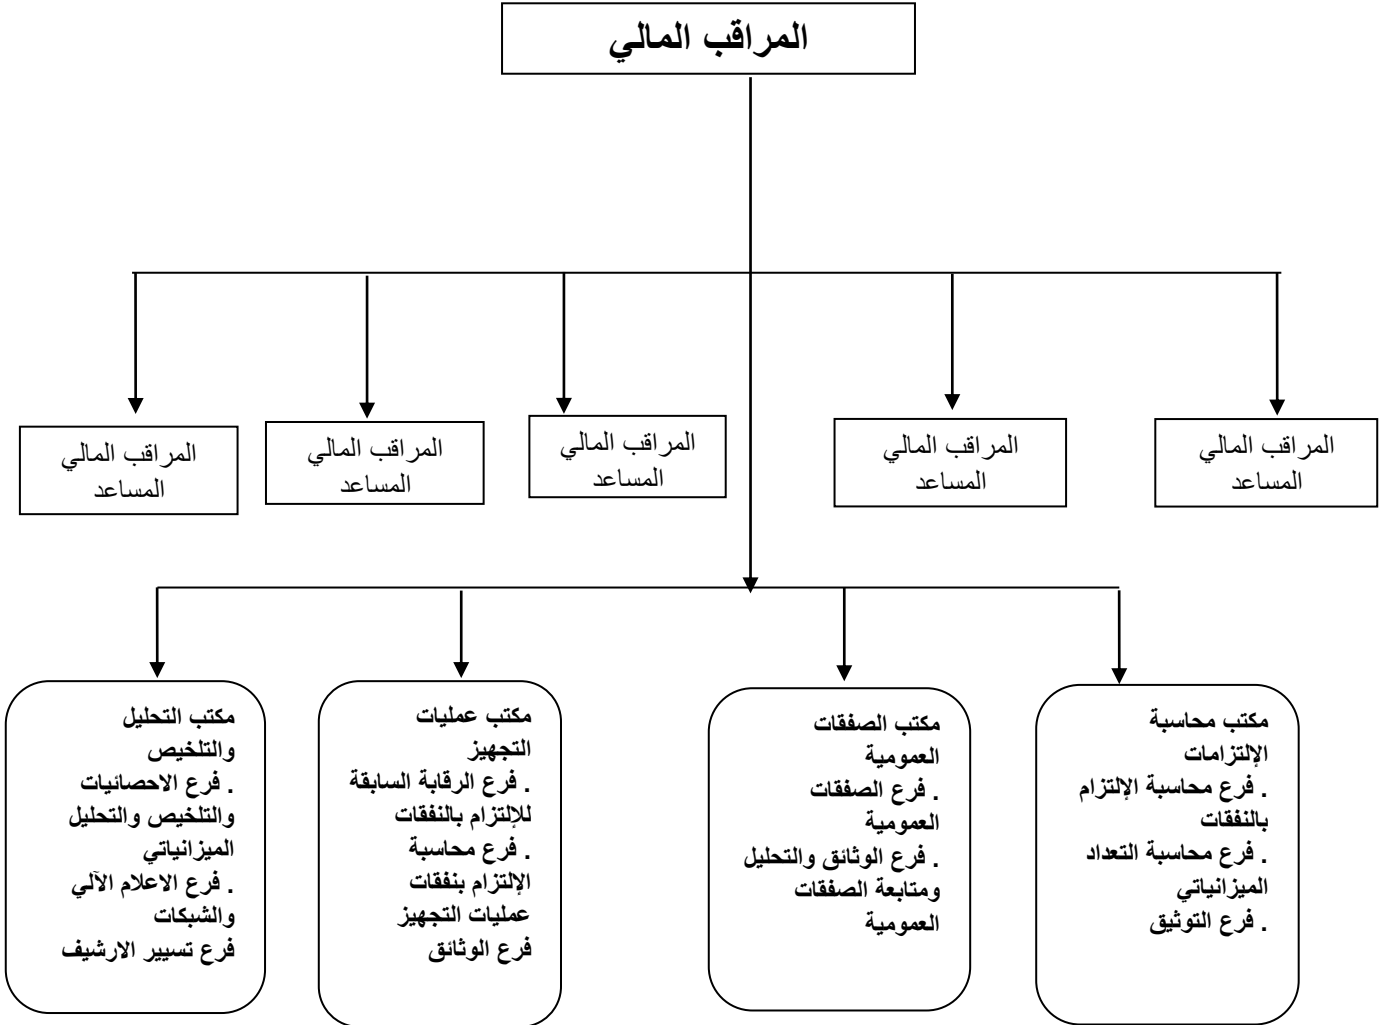 المراقب المالي
المراقب المالي
المساعد
المراقب المالي
المساعد
المراقب المالي
المساعد
المراقب المالي
المساعد
المراقب المالي
المساعد
مكتب محاسبة
الإلتزامات
. فرع محاسبة الإلتزام
بالنفقات
. فرع محاسبة التعداد
الميزانياتي
. فرع التوثيق
مكتب الصفقات
العمومية
. فرع الصفقات
العمومية
. فرع الوثائق والتحليل
ومتابعة الصفقات
العمومية
مكتب عمليات
التجهيز
. فرع الرقابة السابقة
للإلتزام بالنفقات
. فرع محاسبة
الإلتزام بنفقات
عمليات التجهيز
فرع الوثائق
مكتب التحليل
والتلخيص
. فرع الاحصائيات
والتلخيص والتحليل
الميزانياتي
. فرع الاعلام الآلي
والشبكات
فرع تسيير الارشيف